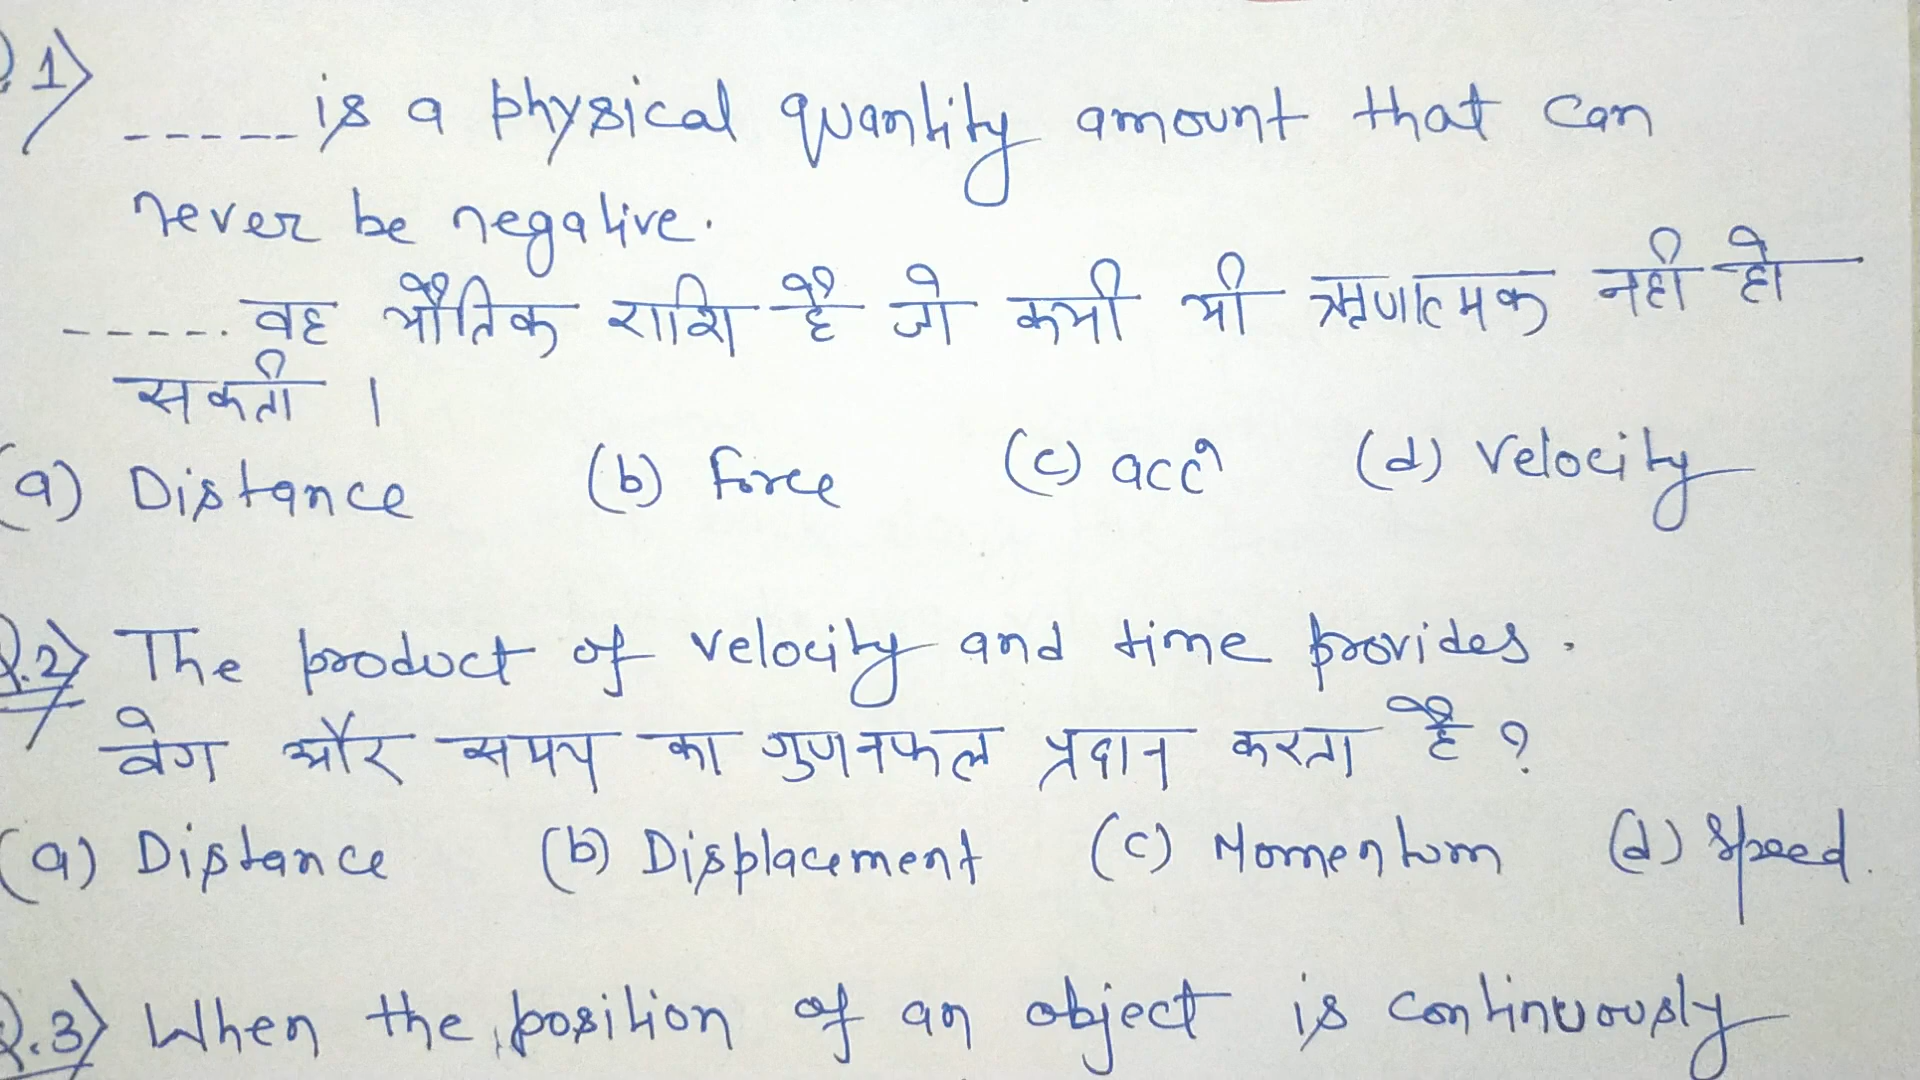 Q.1) ----- is a physical quantity amount that can
never be negative.
-----. वह भौतिक राशि है जो कभी भी ऋणात्मक नही हो
सकती ।
(a) Distance (b) force (c) accⁿ (d) velocity
Q.2) The product of velocity and time provides.
वेग और समय का गुणनफल प्रदान करता है ?
(a) Distance (b) Displacement (c) Momentum (d) speed.
Q.3) When the position of an object is continuously